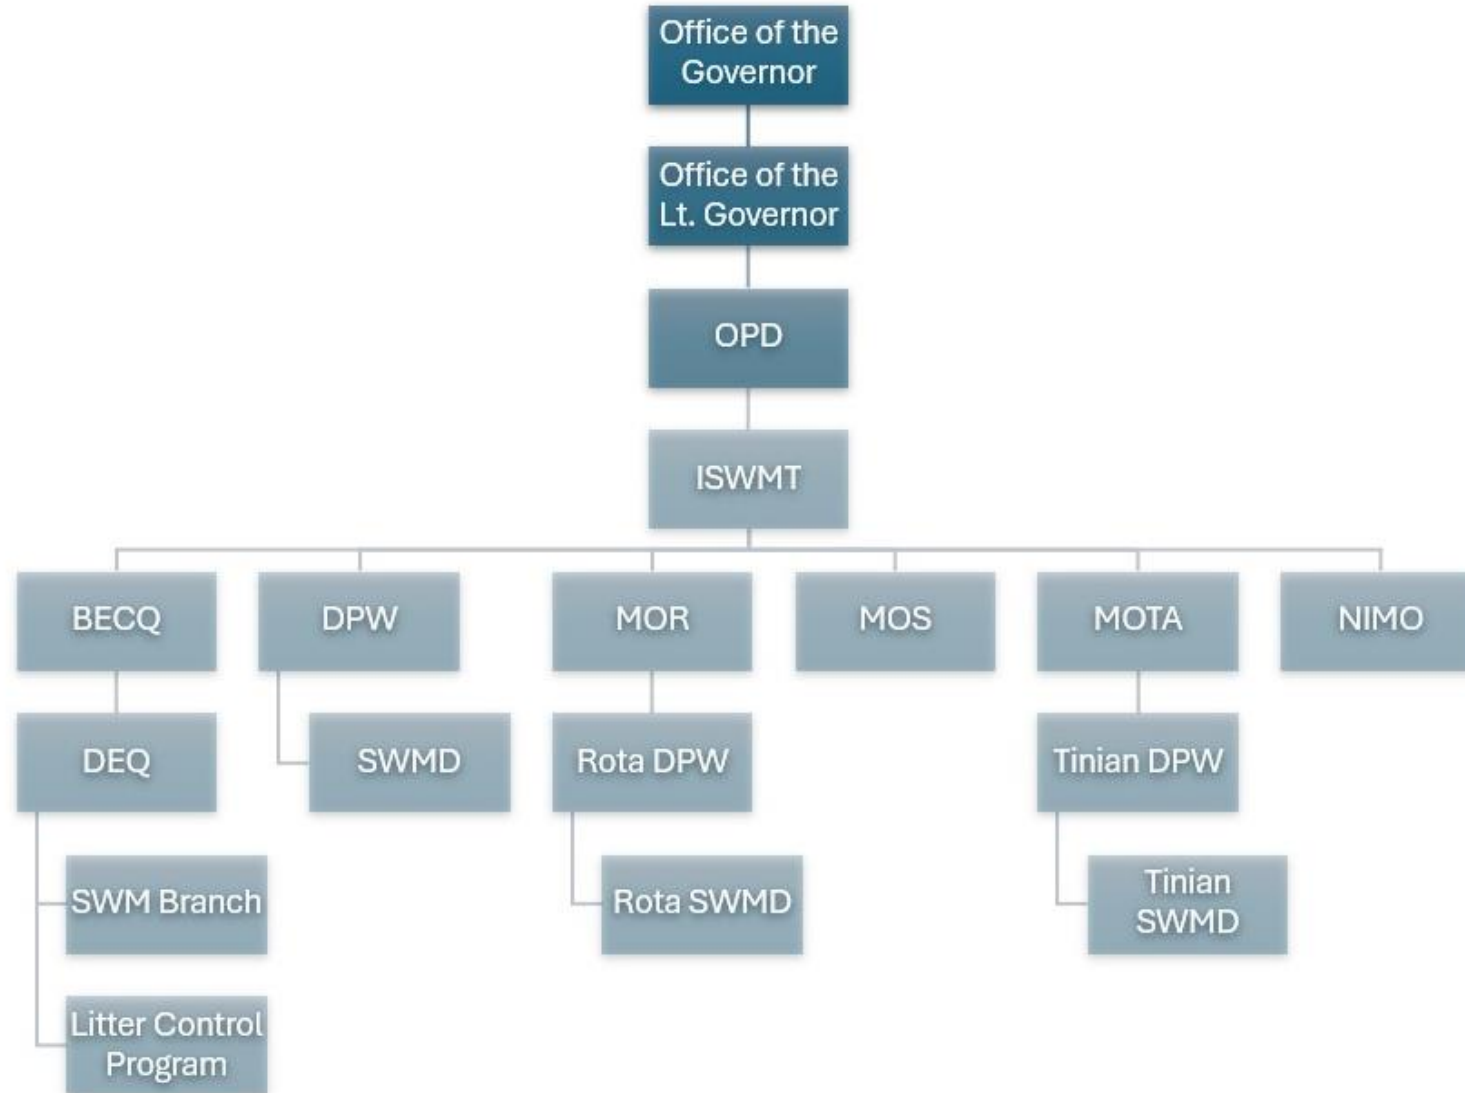 Office of the
Governor
Office of the
Lt. Governor
OPD
ISWMT
BECQ
DPW
MOR
MOS
MOTA
NIMO
DEQ
SWMD
Rota DPW
Tinian DPW
SWM Branch
Rota SWMD
Tinian
SWMD
Litter Control
Program